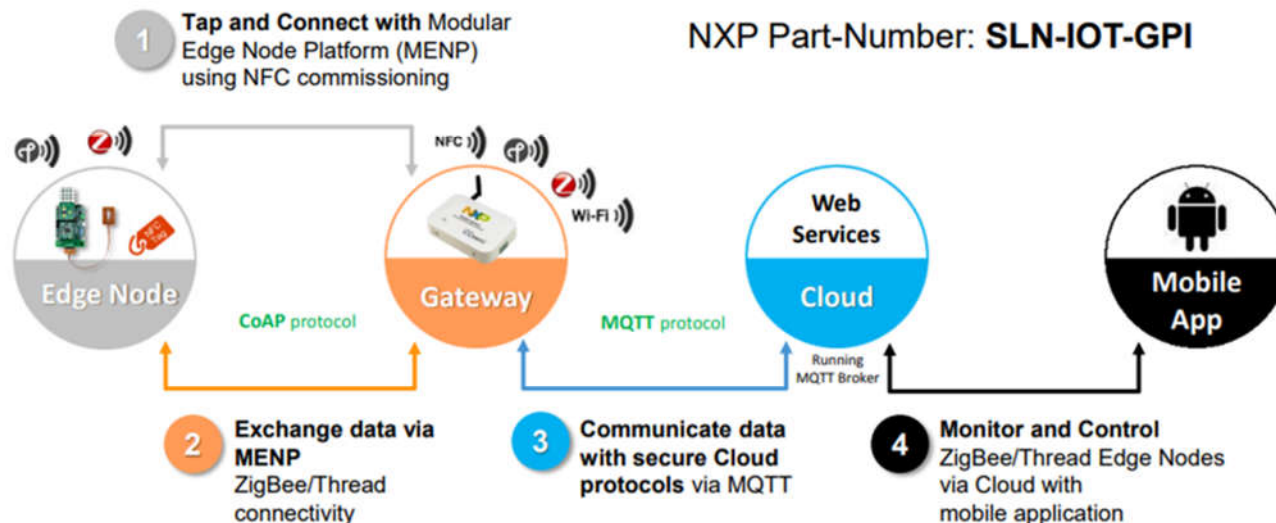 1
Tap and Connect with Modular
Edge Node Platform (MENP)
using NFC commissioning
NXP Part-Number: SLN-IOT-GPI
NFC
Wi-Fi
NFC
Tag
NXP
Edge Node
Gateway
Web
Services
Cloud
Mobile
App
CoAP protocol
MQTT protocol
Running
MQTT Broker
2
Exchange data via
MENP
ZigBee/Thread
connectivity
3
Communicate data
with secure Cloud
protocols via MQTT
4
Monitor and Control
ZigBee/Thread Edge Nodes
via Cloud with
mobile application